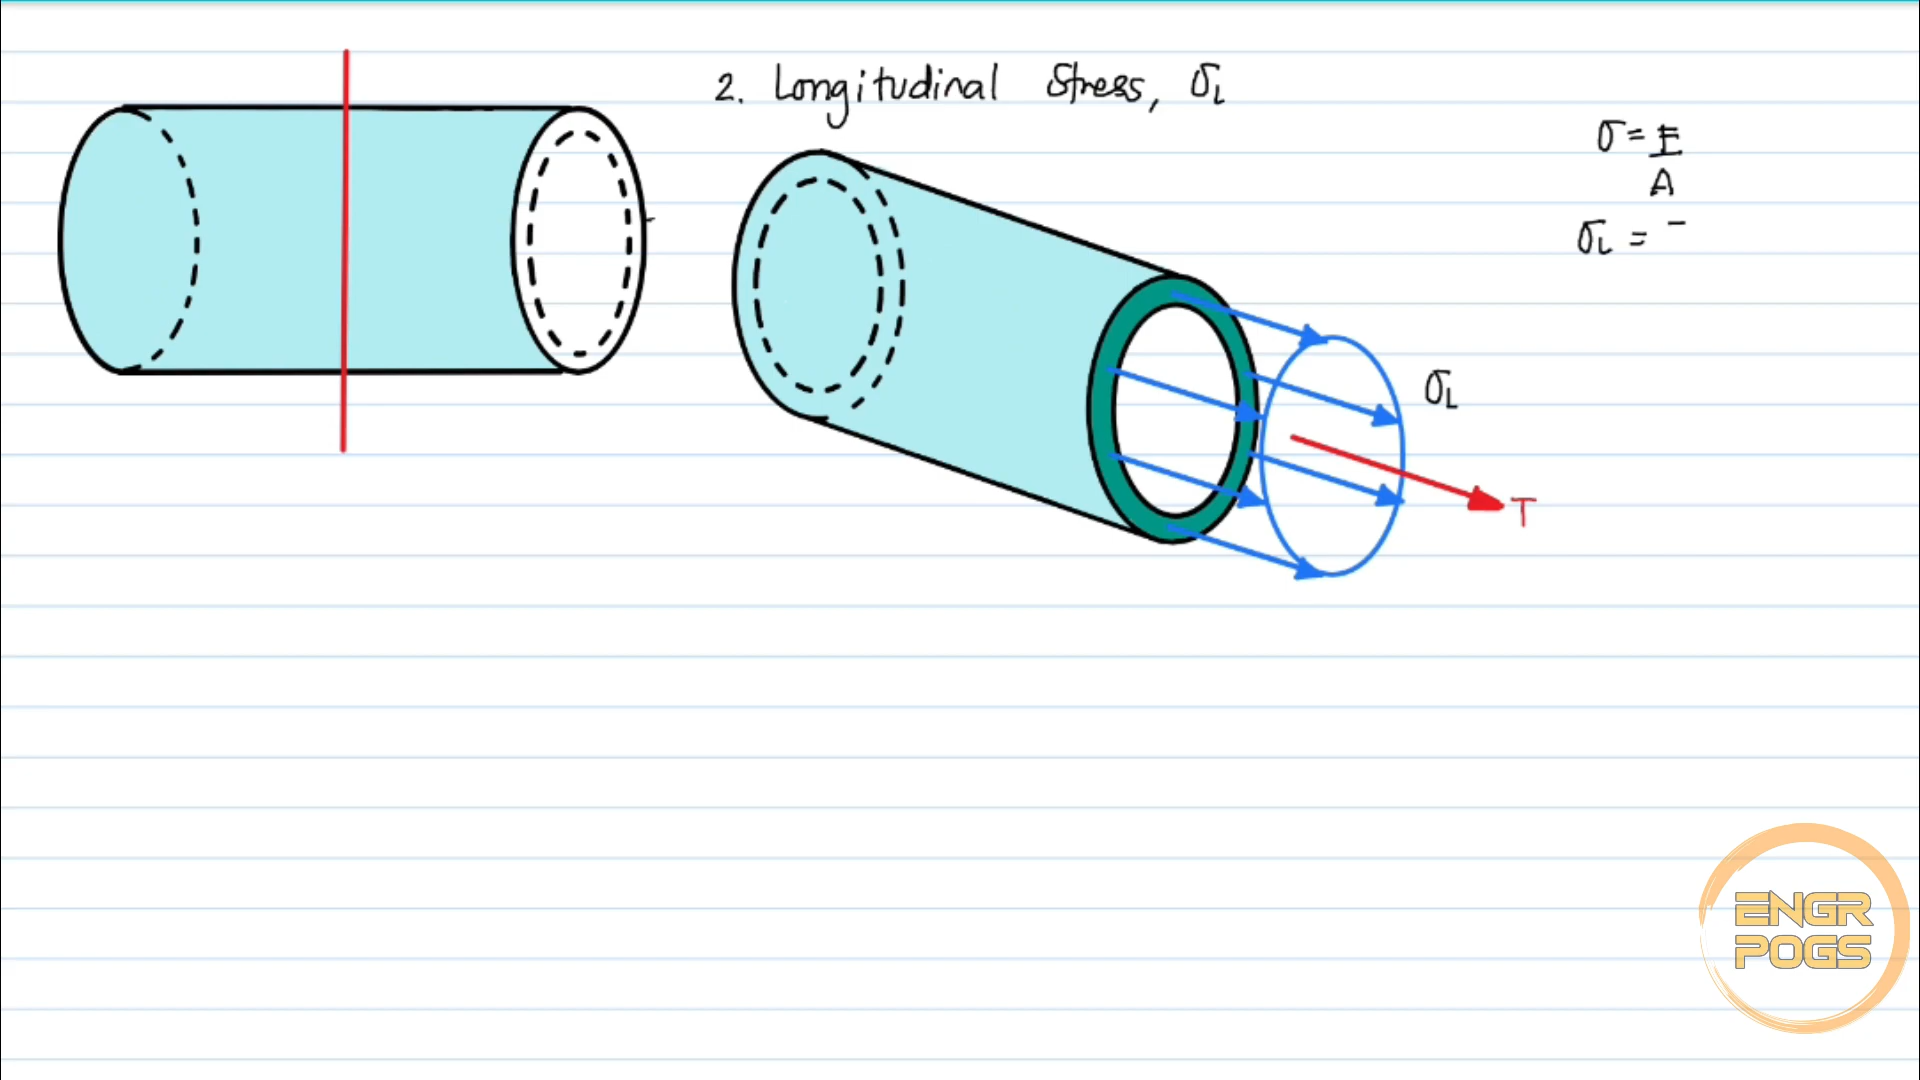 2. Longitudinal Stress, σL
σ = F
A
σL =
σL
T
ENGR
POGS